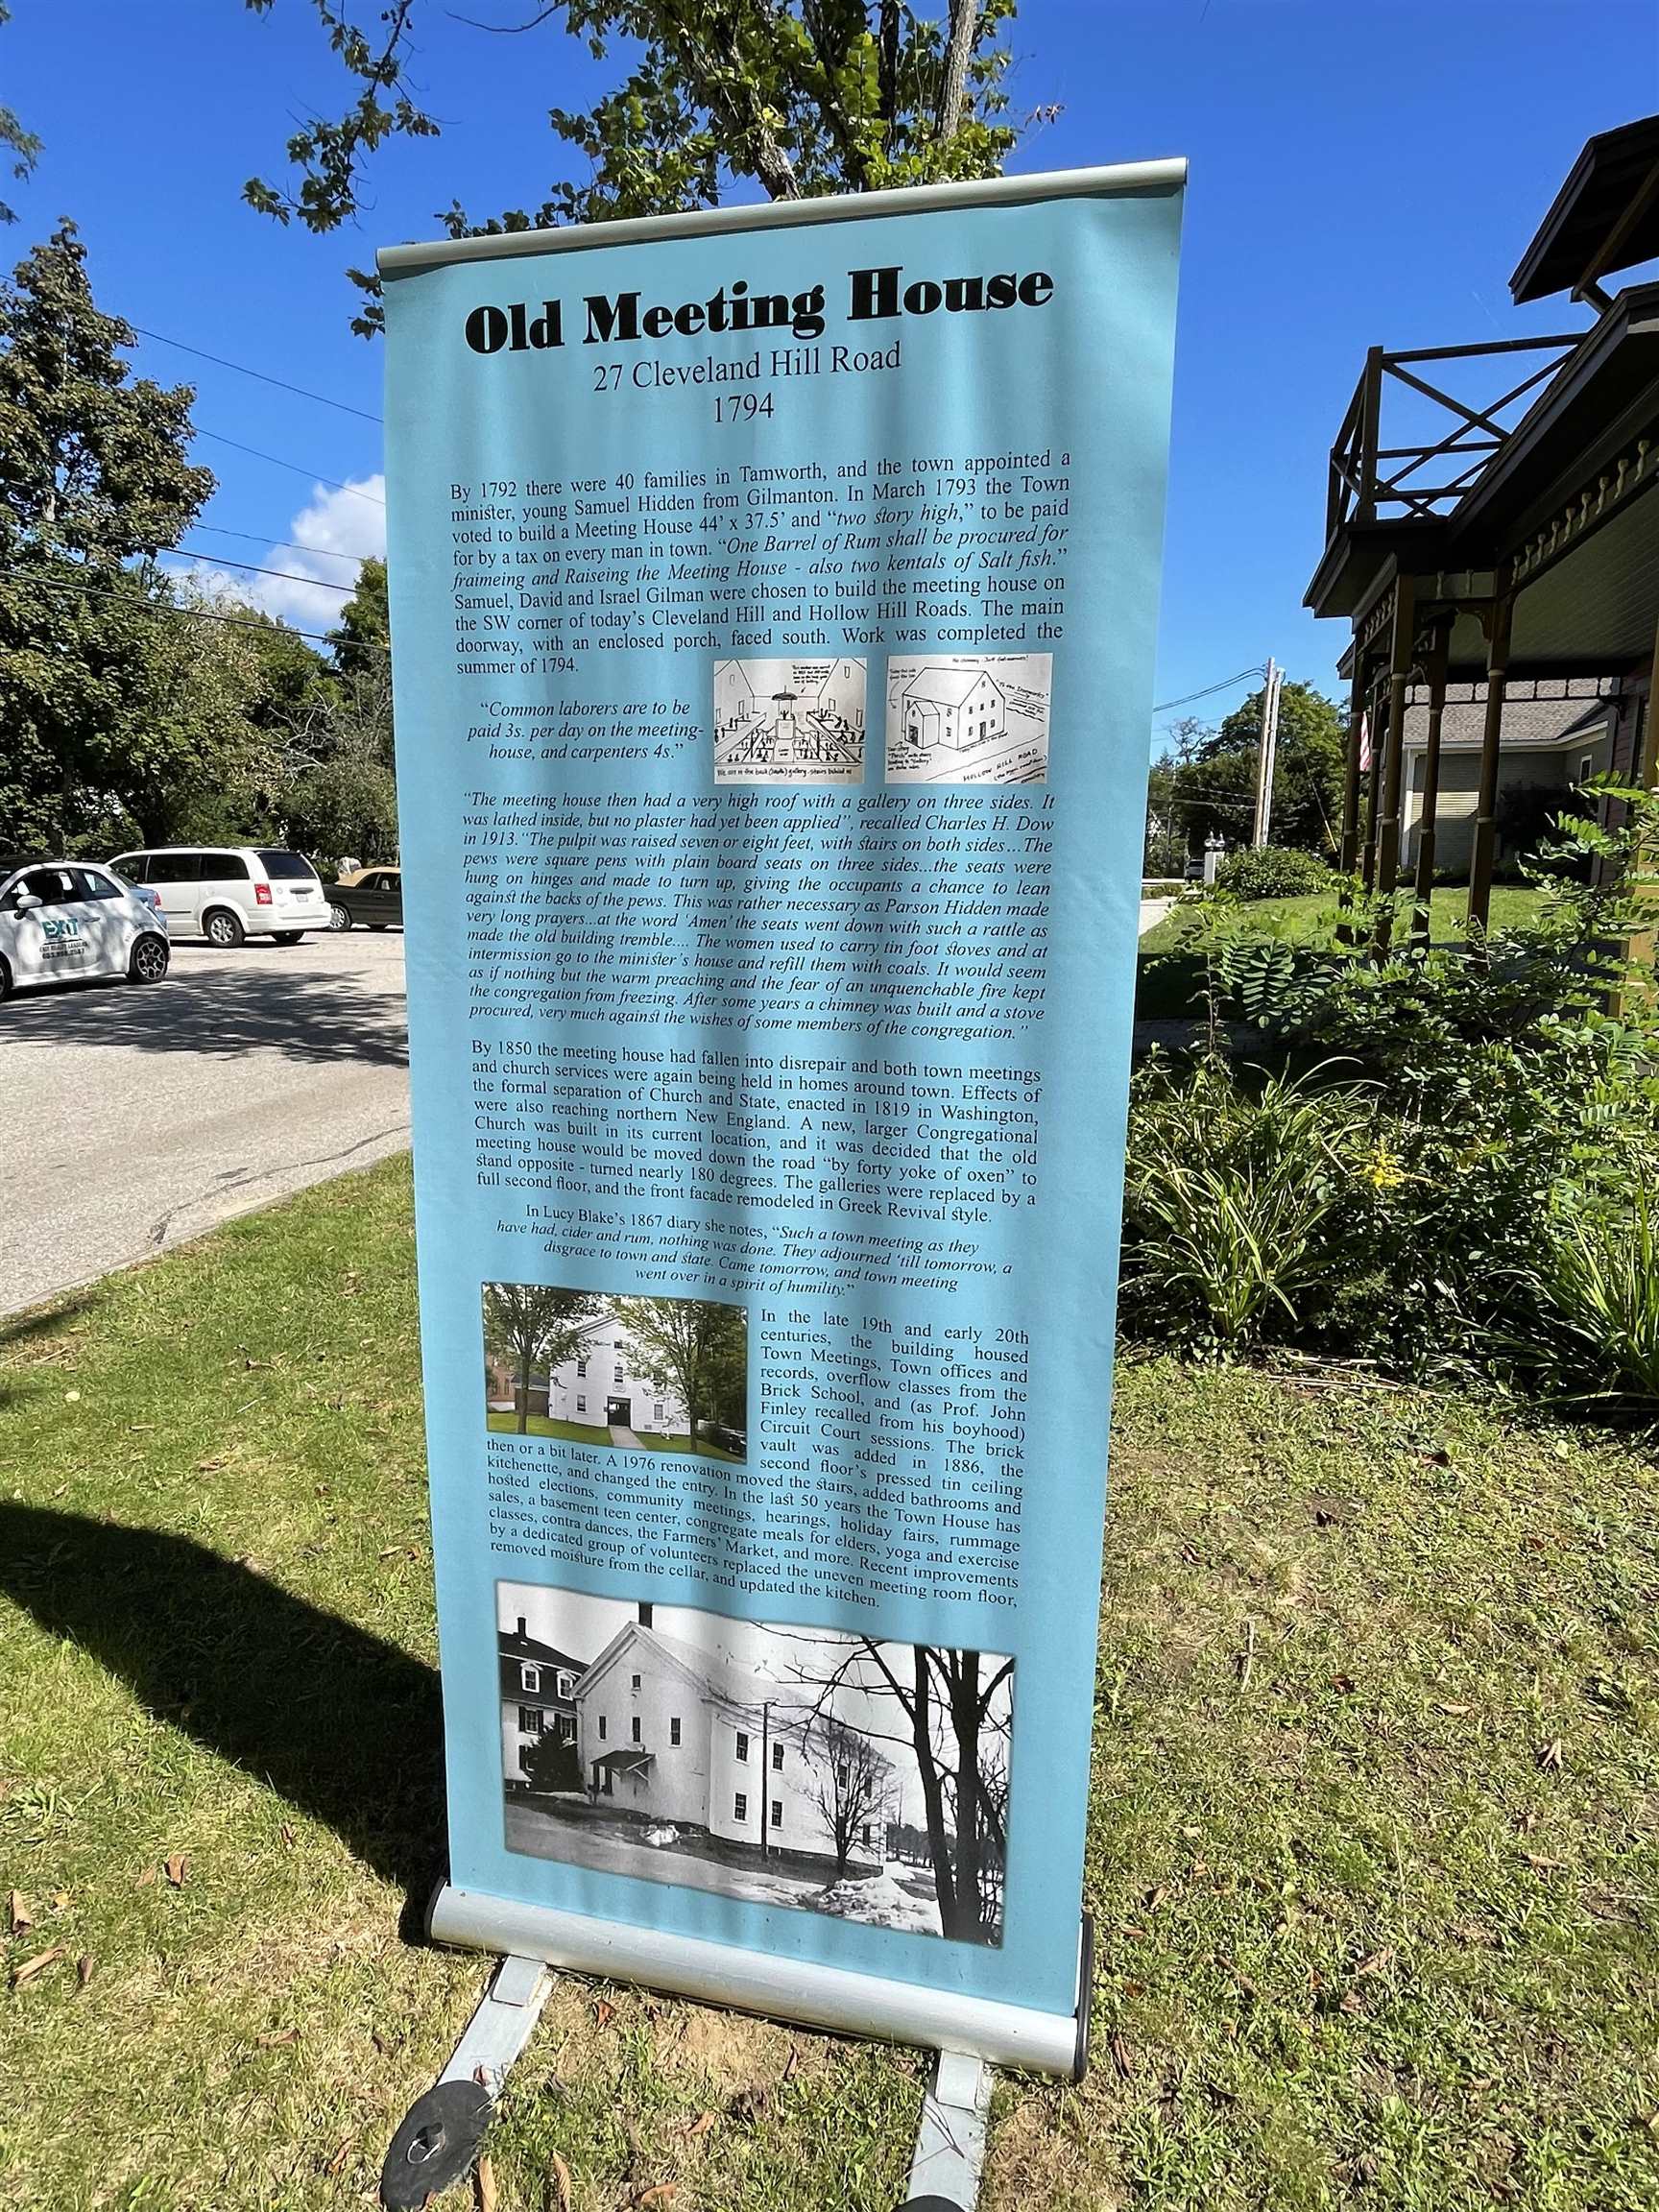 Old Meeting House
27 Cleveland Hill Road
1794
By 1792 there were 40 families in Tamworth, and the town appointed a
minister, young Samuel Hidden from Gilmanton. In March 1793 the Town
voted to build a Meeting House 44' x 37.5' and “two story high,” to be paid
for by a tax on every man in town. “One Barrel of Rum shall be procured for
fraimeing and Raiseing the Meeting House - also two kentals of Salt fish.”
Samuel, David and Israel Gilman were chosen to build the meeting house on
the SW corner of today's Cleveland Hill and Hollow Hill Roads. The main
doorway, with an enclosed porch, faced south. Work was completed the
summer of 1794.
“Common laborers are to be
paid 3s. per day on the meeting-
house, and carpenters 4s.”
We are in the back (South) gallery - stairs behind us
No chimney - Just foot-warmers!
HOLLOW HILL ROAD
“The meeting house then had a very high roof with a gallery on three sides. It
was lathed inside, but no plaster had yet been applied”, recalled Charles H. Dow
in 1913. “The pulpit was raised seven or eight feet, with stairs on both sides…The
pews were square pens with plain board seats on three sides...the seats were
hung on hinges and made to turn up, giving the occupants a chance to lean
against the backs of the pews. This was rather necessary as Parson Hidden made
very long prayers...at the word 'Amen' the seats went down with such a rattle as
made the old building tremble.... The women used to carry tin foot stoves and at
intermission go to the minister's house and refill them with coals. It would seem
as if nothing but the warm preaching and the fear of an unquenchable fire kept
the congregation from freezing. After some years a chimney was built and a stove
procured, very much against the wishes of some members of the congregation.”
By 1850 the meeting house had fallen into disrepair and both town meetings
and church services were again being held in homes around town. Effects of
the formal separation of Church and State, enacted in 1819 in Washington,
were also reaching northern New England. A new, larger Congregational
Church was built in its current location, and it was decided that the old
meeting house would be moved down the road “by forty yoke of oxen” to
stand opposite - turned nearly 180 degrees. The galleries were replaced by a
full second floor, and the front facade remodeled in Greek Revival style.
In Lucy Blake's 1867 diary she notes, “Such a town meeting as they
have had, cider and rum, nothing was done. They adjourned 'till tomorrow, a
disgrace to town and state. Came tomorrow, and town meeting
went over in a spirit of humility.”
In the late 19th and early 20th
centuries, the building housed
Town Meetings, Town offices and
records, overflow classes from the
Brick School, and (as Prof. John
Finley recalled from his boyhood)
Circuit Court sessions. The brick
vault was added in 1886, the
second floor's pressed tin ceiling
then or a bit later. A 1976 renovation moved the stairs, added bathrooms and
kitchenette, and changed the entry. In the last 50 years the Town House has
hosted elections, community meetings, hearings, holiday fairs, rummage
sales, a basement teen center, congregate meals for elders, yoga and exercise
classes, contra dances, the Farmers' Market, and more. Recent improvements
by a dedicated group of volunteers replaced the uneven meeting room floor,
removed moisture from the cellar, and updated the kitchen.
EXIT
EXIT REALTY LEADERS